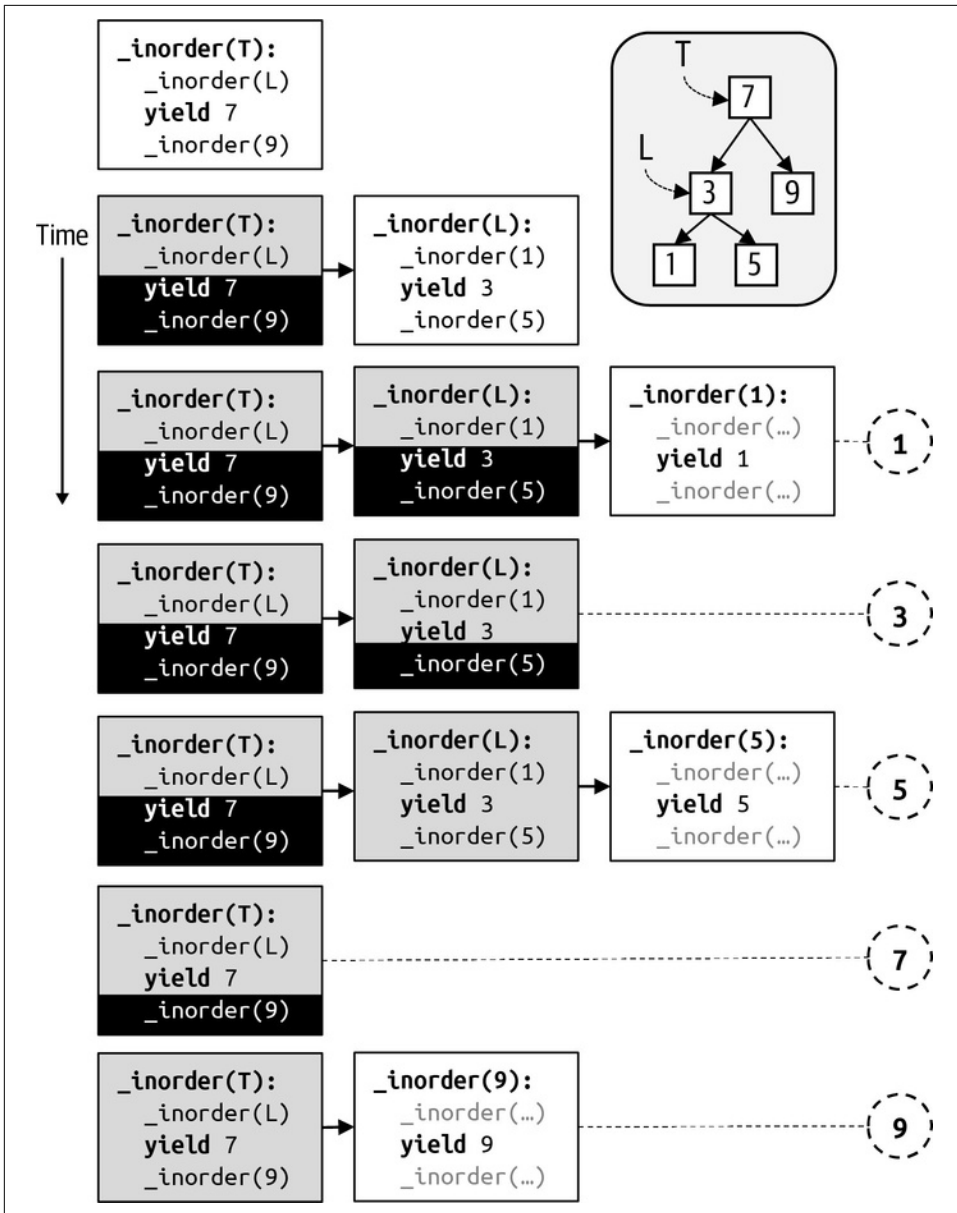 _inorder(T):
_inorder(L)
yield 7
_inorder(9)
T
7
L
3
9
1
5
Time
_inorder(T):
_inorder(L)
yield 7
_inorder(9)
_inorder(L):
_inorder(1)
yield 3
_inorder(5)
_inorder(T):
_inorder(L)
yield 7
_inorder(9)
_inorder(L):
_inorder(1)
yield 3
_inorder(5)
_inorder(1):
_inorder(…)
yield 1
_inorder(…)
1
_inorder(T):
_inorder(L)
yield 7
_inorder(9)
_inorder(L):
_inorder(1)
yield 3
_inorder(5)
3
_inorder(T):
_inorder(L)
yield 7
_inorder(9)
_inorder(L):
_inorder(1)
yield 3
_inorder(5)
_inorder(5):
_inorder(…)
yield 5
_inorder(…)
5
_inorder(T):
_inorder(L)
yield 7
_inorder(9)
7
_inorder(T):
_inorder(L)
yield 7
_inorder(9)
_inorder(9):
_inorder(…)
yield 9
_inorder(…)
9